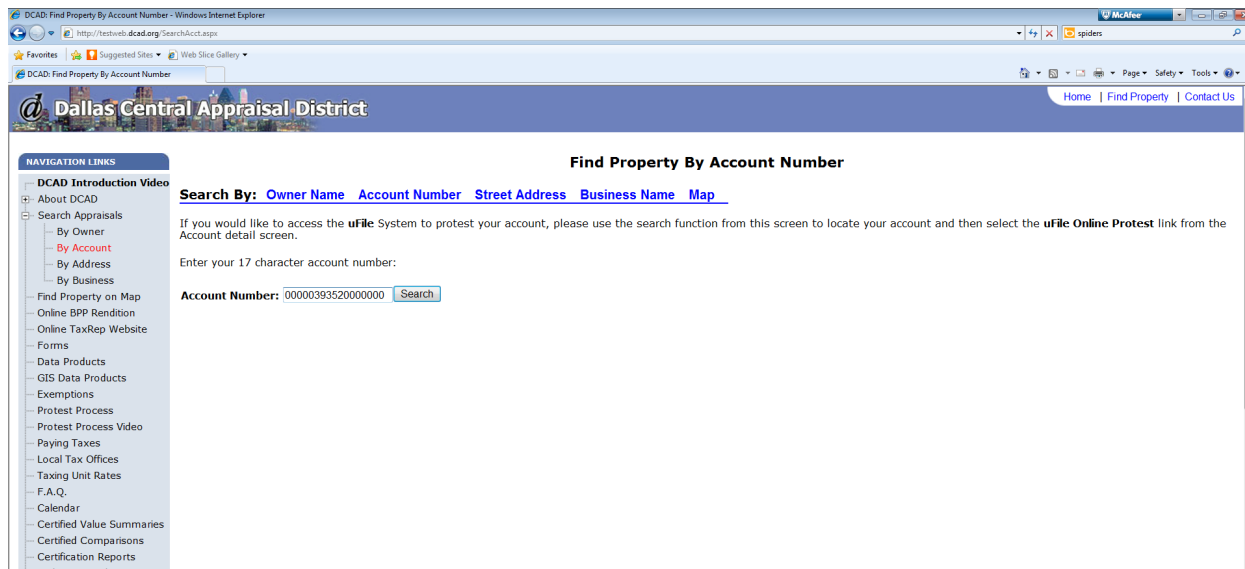 DCAD: Find Property By Account Number - Windows Internet Explorer
McAfee
http://testweb.dcad.org/SearchAcct.aspx
spiders
Favorites
Suggested Sites
Web Slice Gallery
DCAD: Find Property By Account Number
Page
Safety
Tools
Dallas Central Appraisal District
Home | Find Property | Contact Us
NAVIGATION LINKS
DCAD Introduction Video
About DCAD
Search Appraisals
By Owner
By Account
By Address
By Business
Find Property on Map
Online BPP Rendition
Online TaxRep Website
Forms
Data Products
GIS Data Products
Exemptions
Protest Process
Protest Process Video
Paying Taxes
Local Tax Offices
Taxing Unit Rates
F.A.Q.
Calendar
Certified Value Summaries
Certified Comparisons
Certification Reports
Find Property By Account Number
Search By: Owner Name Account Number Street Address Business Name Map
If you would like to access the uFile System to protest your account, please use the search function from this screen to locate your account and then select the uFile Online Protest link from the
Account detail screen.
Enter your 17 character account number:
Account Number: 00000393520000000 Search